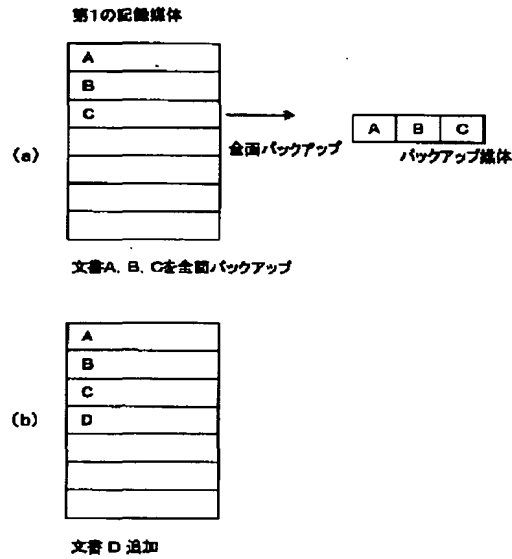 第1の記録媒体
A
B
C
(a)
全面バックアップ
A B C
バックアップ媒体
文書A、B、Cを全面バックアップ
A
B
C
D
(b)
文書 D 追加